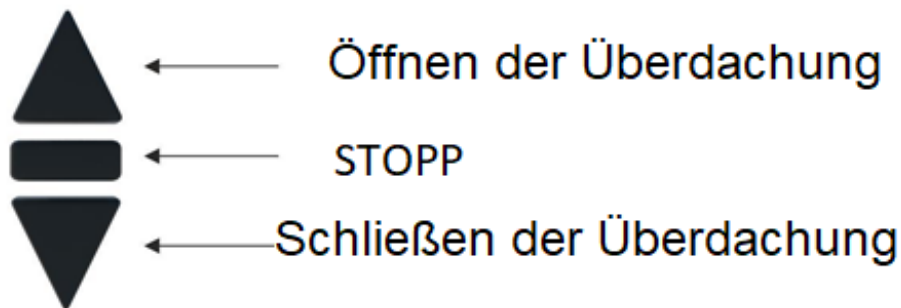 Öffnen der Überdachung
STOPP
Schließen der Überdachung